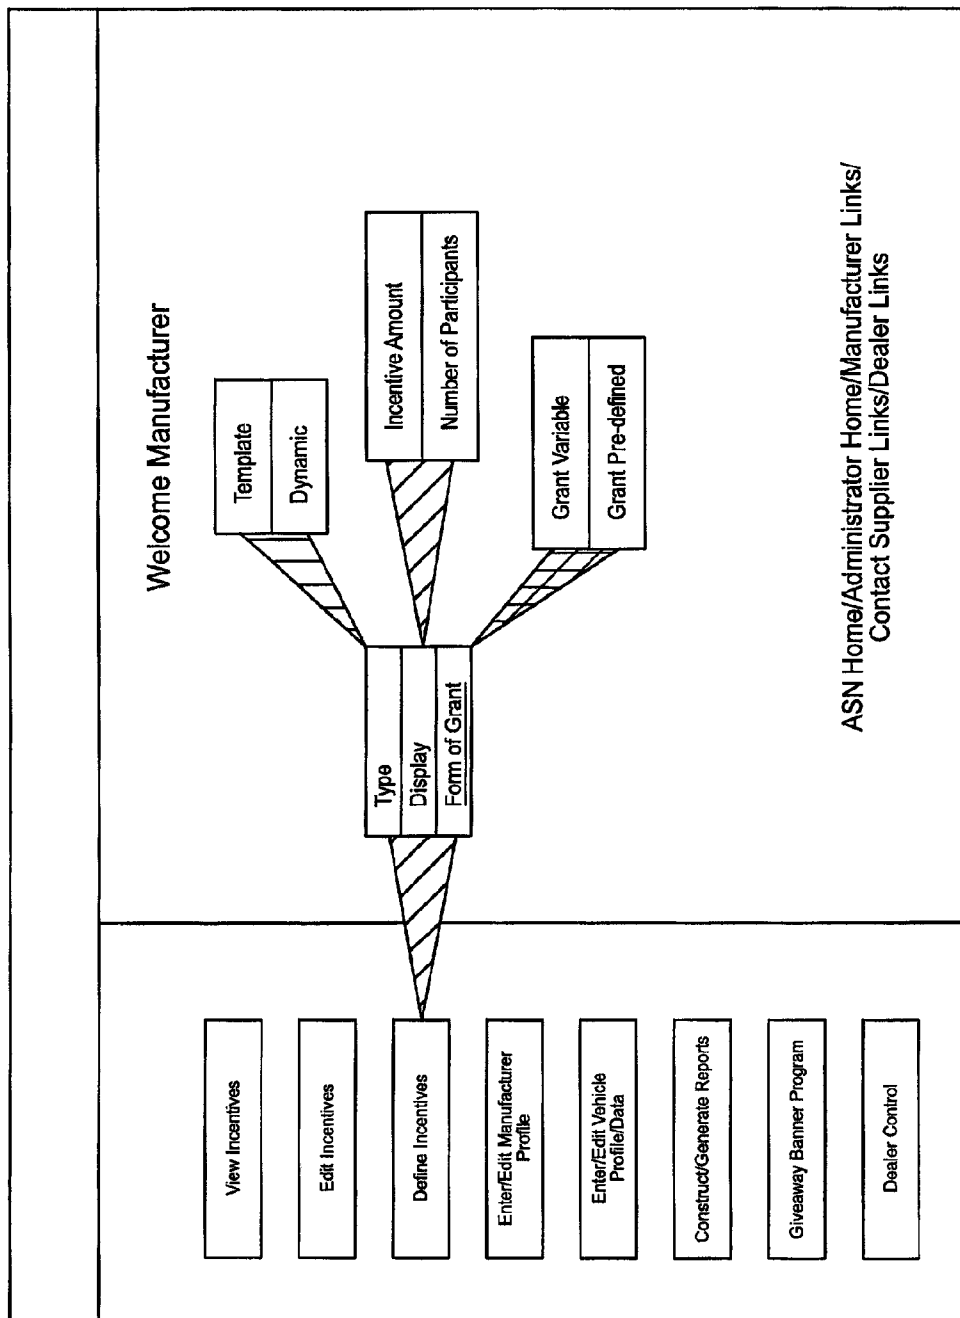 Welcome Manufacturer
View Incentives
Edit Incentives
Define Incentives
Enter/Edit Manufacturer
Profile
Enter/Edit Vehicle
Profile/Data
Construct/Generate Reports
Giveaway Banner Program
Dealer Control
Type
Display
Form of Grant
Template
Dynamic
Incentive Amount
Number of Participants
Grant Variable
Grant Pre-defined
ASN Home/Administrator Home/Manufacturer Links/
Contact Supplier Links/Dealer Links